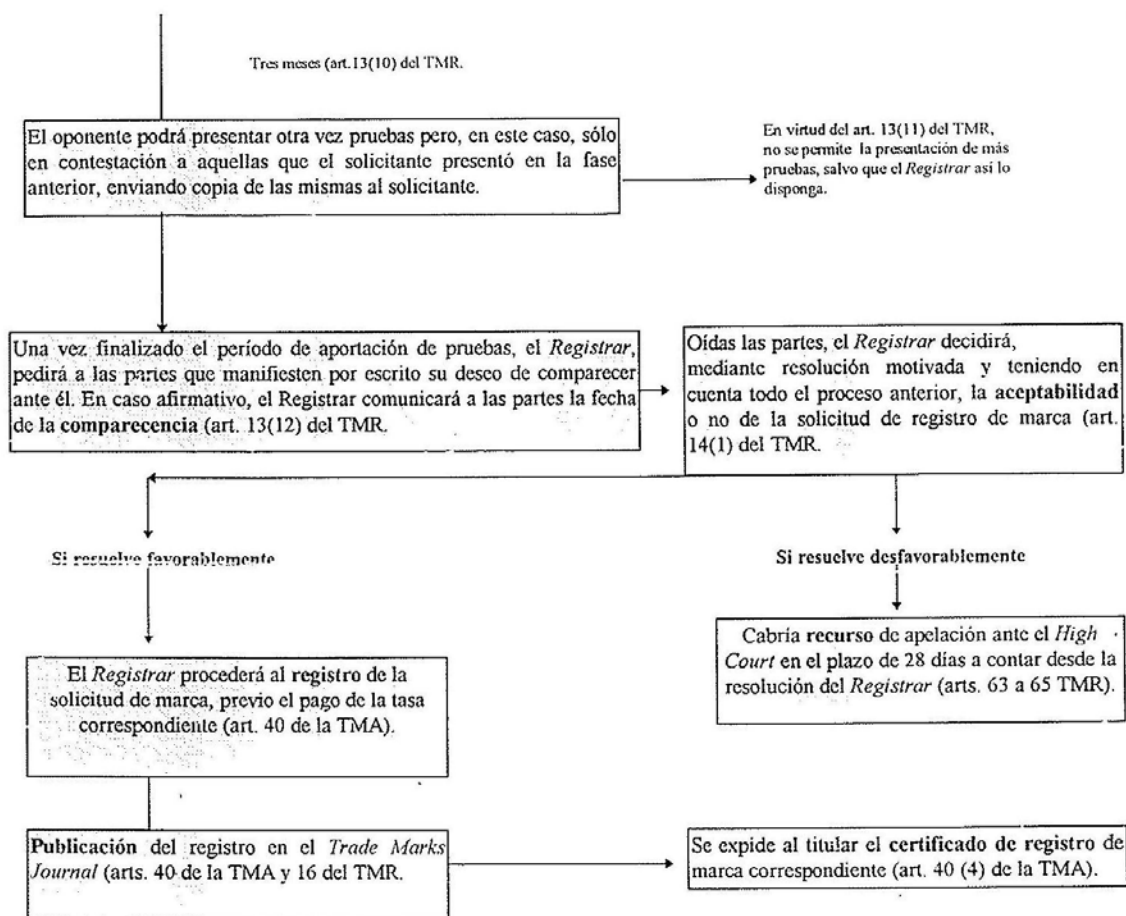 Tres meses (art.13(10) del TMR.
El oponente podrá presentar otra vez pruebas pero, en este caso, sólo
en contestación a aquellas que el solicitante presentó en la fase
anterior, enviando copia de las mismas al solicitante.
En virtud del art. 13(11) del TMR,
no se permite la presentación de más
pruebas, salvo que el Registrar así lo
disponga.
Una vez finalizado el período de aportación de pruebas, el Registrar,
pedirá a las partes que manifiesten por escrito su deseo de comparecer
ante él. En caso afirmativo, el Registrar comunicará a las partes la fecha
de la comparecencia (art. 13(12) del TMR.
Oídas las partes, el Registrar decidirá,
mediante resolución motivada y teniendo en
cuenta todo el proceso anterior, la aceptabilidad
o no de la solicitud de registro de marca (art.
14(1) del TMR.
Si resuelve favorablemente
Si resuelve desfavorablemente
Cabría recurso de apelación ante el High
Court en el plazo de 28 días a contar desde la
resolución del Registrar (arts. 63 a 65 TMR).
El Registrar procederá al registro de la
solicitud de marca, previo el pago de la tasa
correspondiente (art. 40 de la TMA).
Publicación del registro en el Trade Marks
Journal (arts. 40 de la TMA y 16 del TMR.
Se expide al titular el certificado de registro de
marca correspondiente (art. 40 (4) de la TMA).